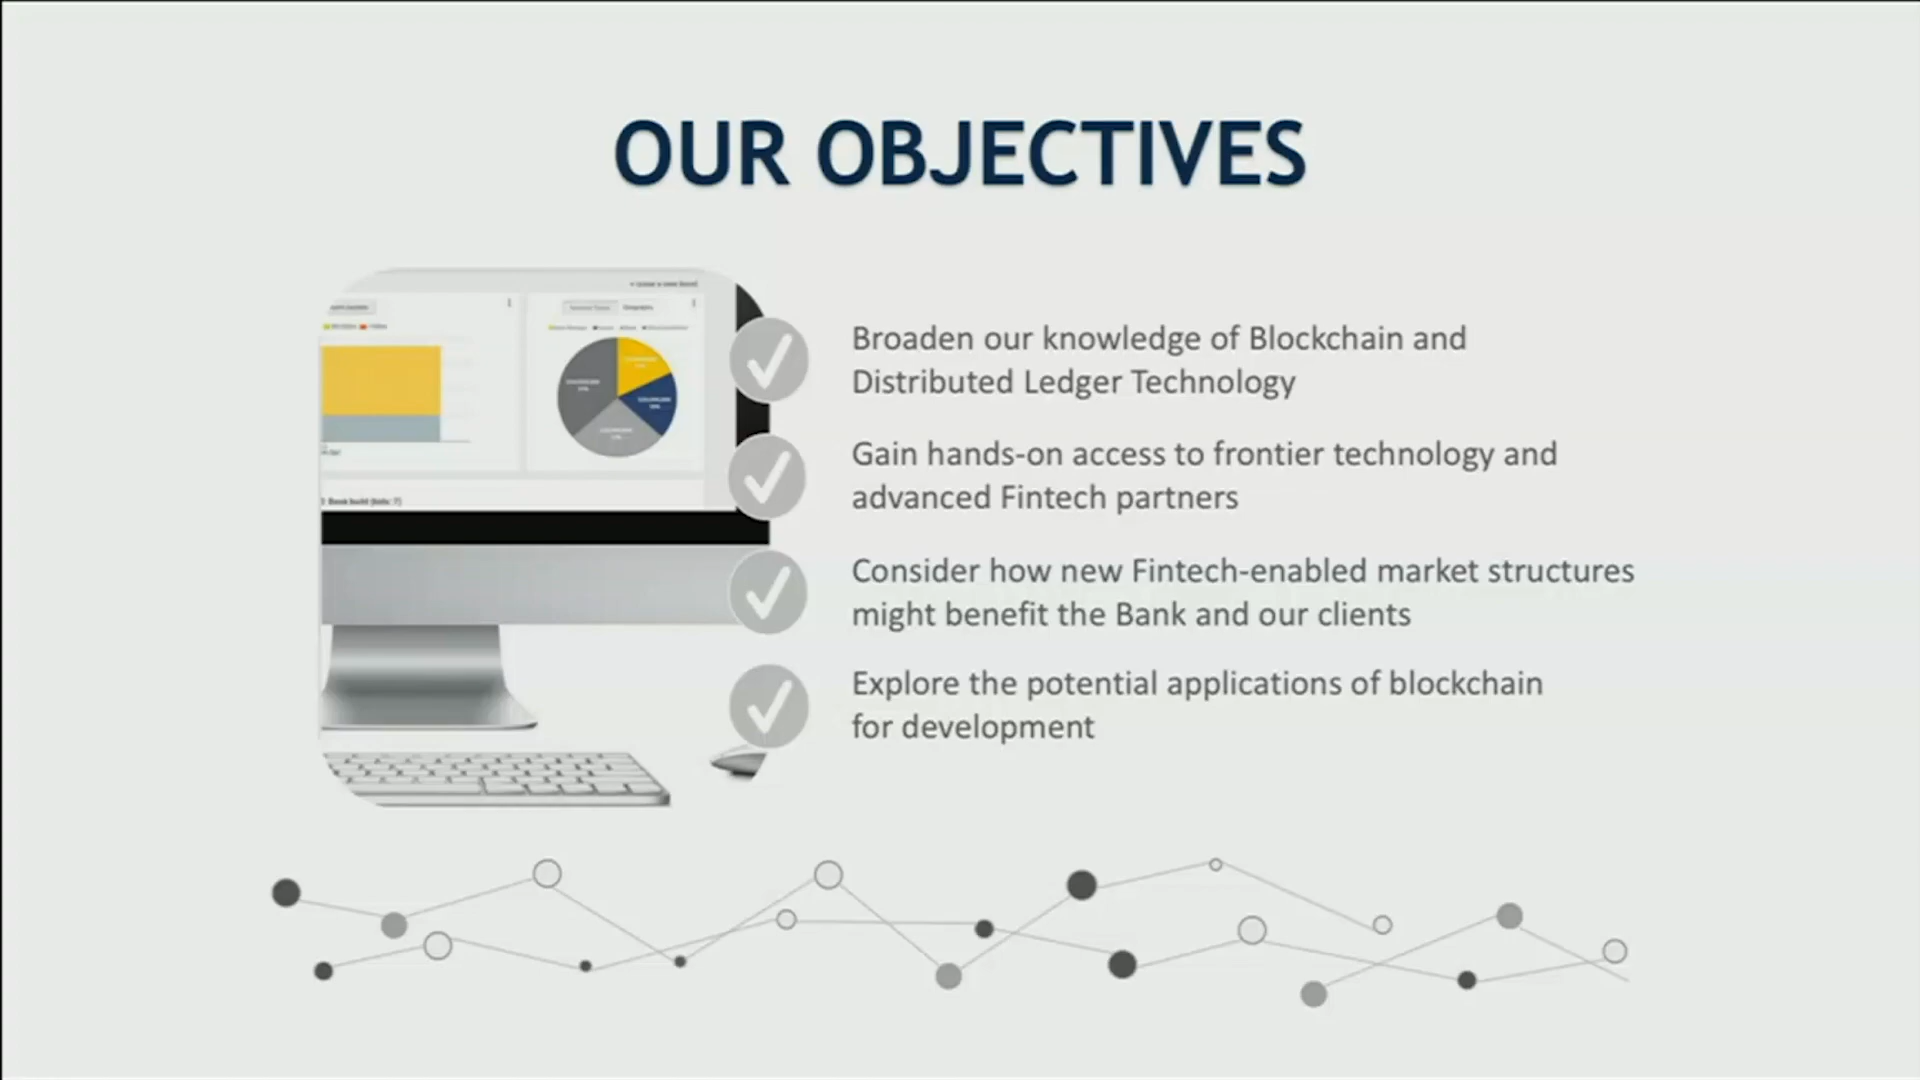 OUR OBJECTIVES
Broaden our knowledge of Blockchain and
Distributed Ledger Technology
Gain hands-on access to frontier technology and
advanced Fintech partners
Consider how new Fintech-enabled market structures
might benefit the Bank and our clients
Explore the potential applications of blockchain
for development